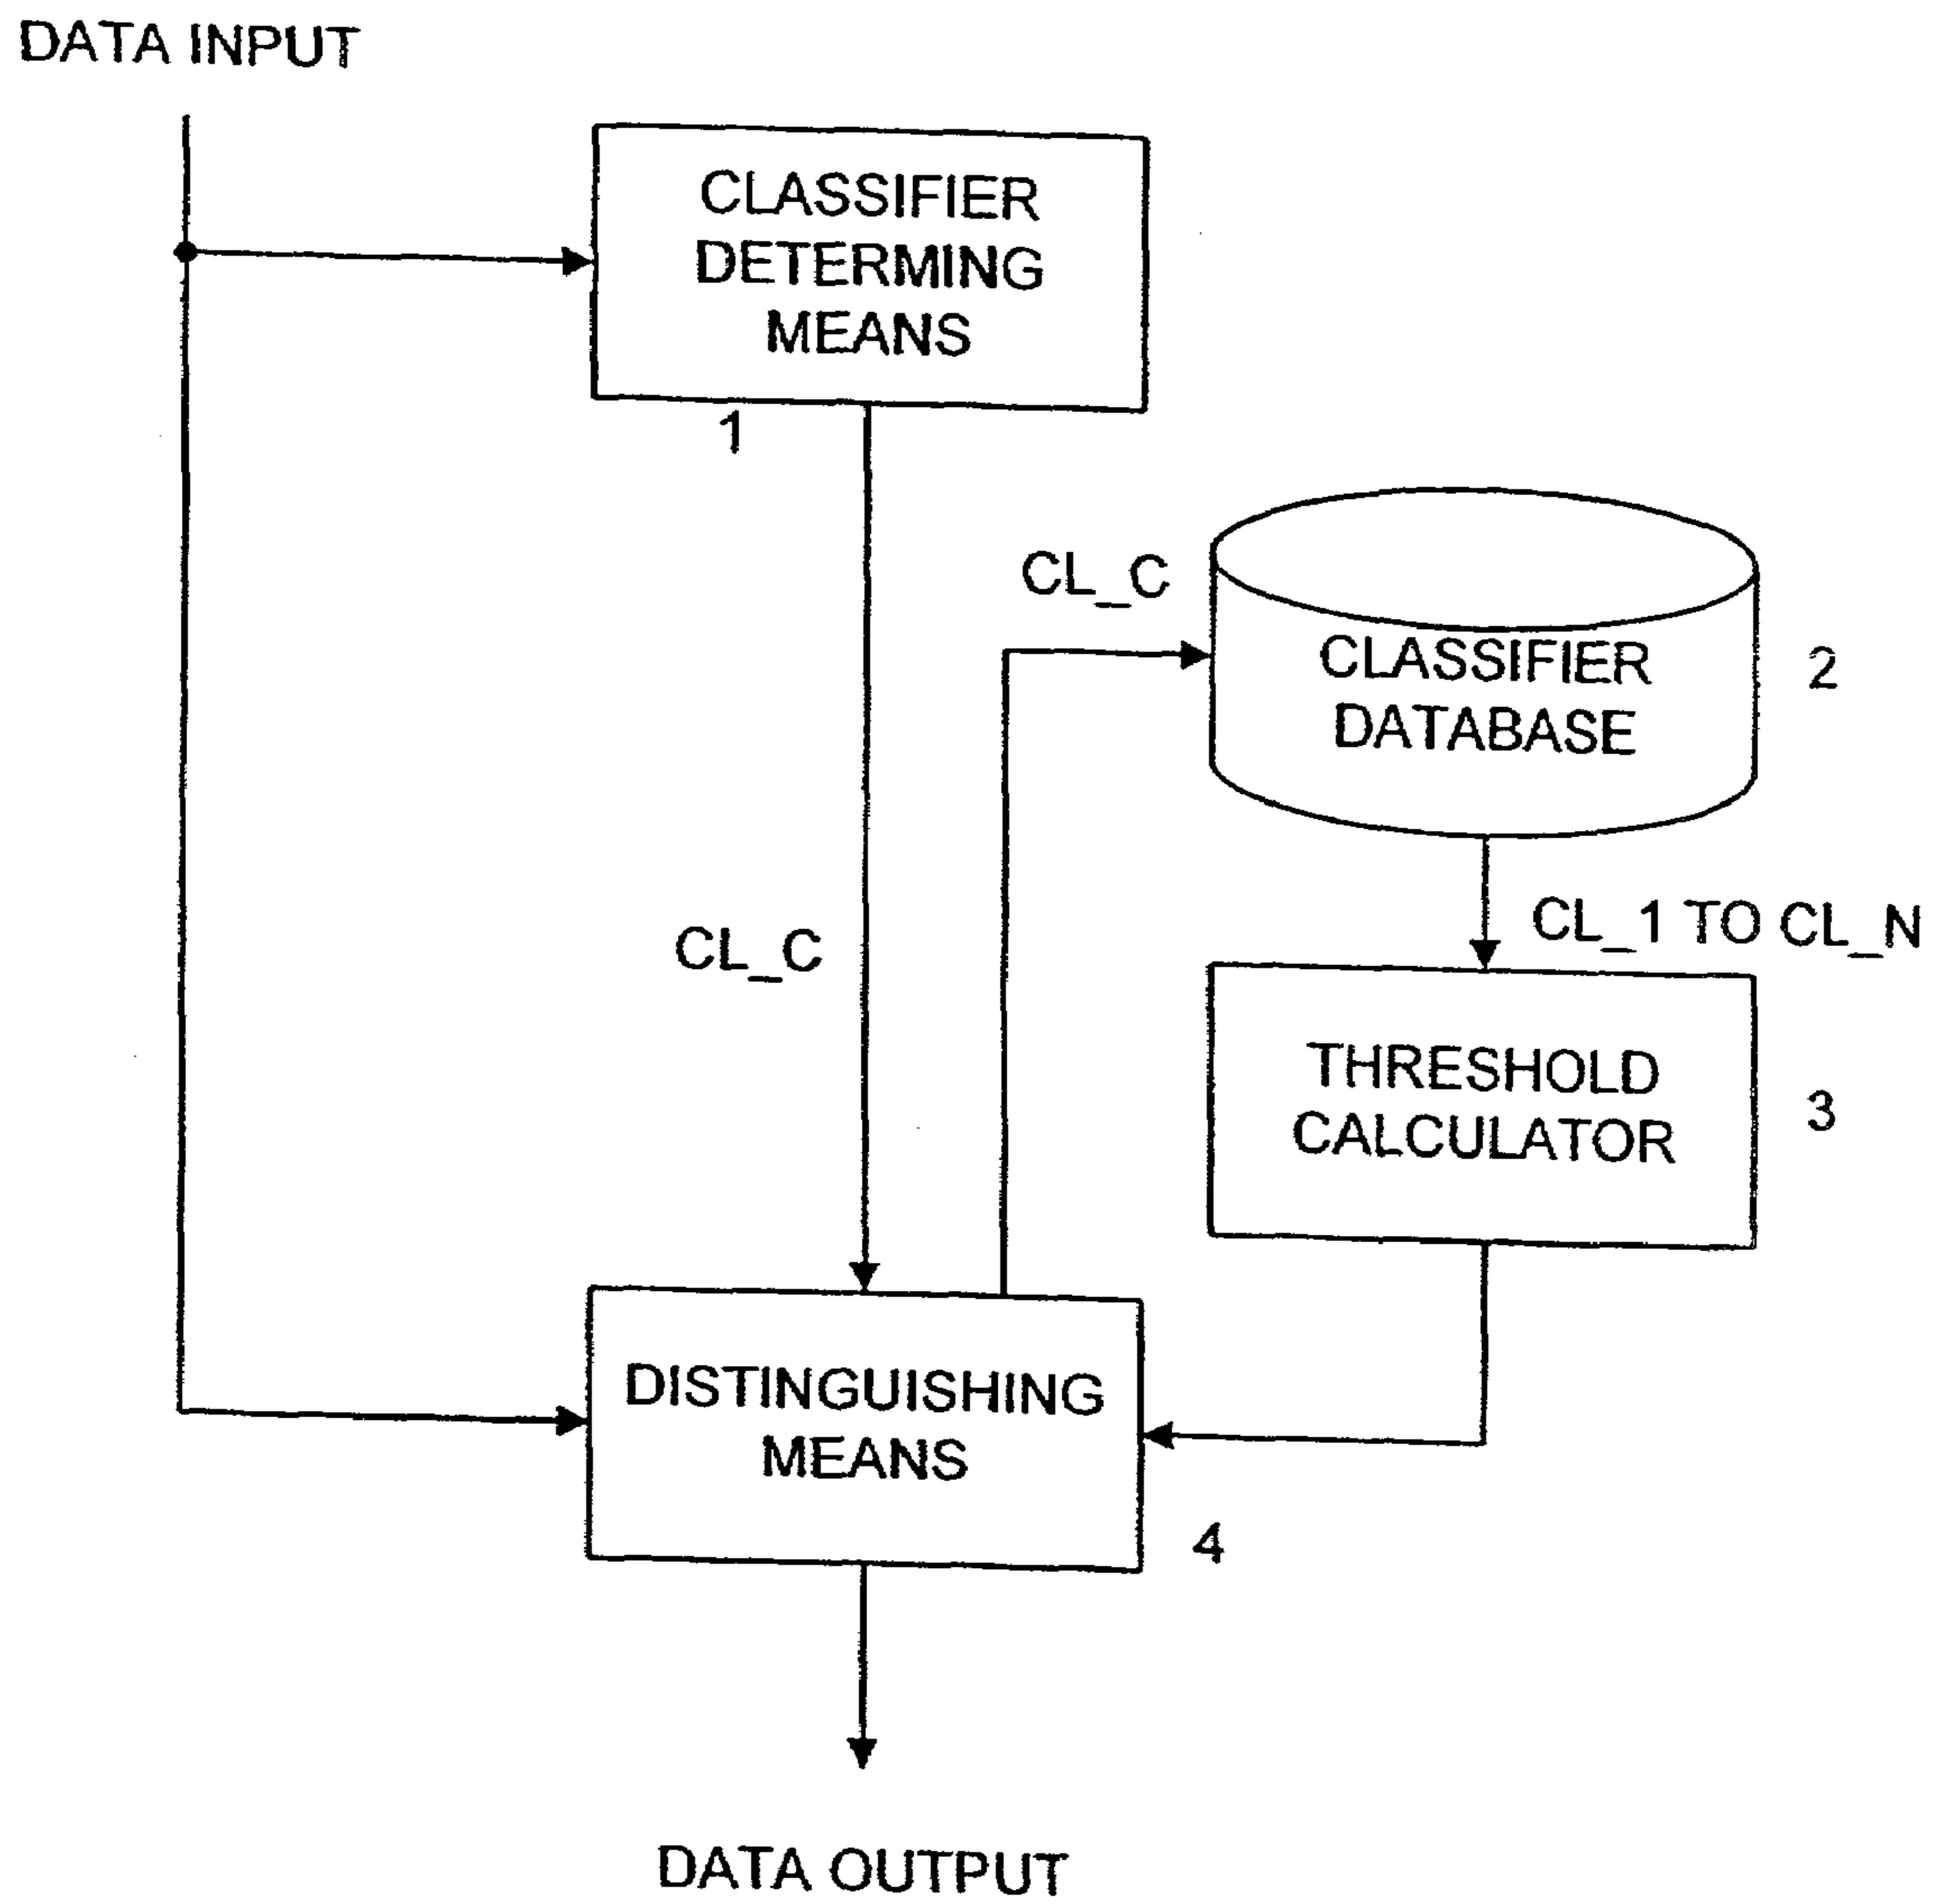 DATA INPUT
CLASSIFIER
DETERMING
MEANS
1
CL_C
CLASSIFIER
DATABASE
2
CL_C
CL_1 TO CL_N
THRESHOLD
CALCULATOR
3
DISTINGUISHING
MEANS
4
DATA OUTPUT